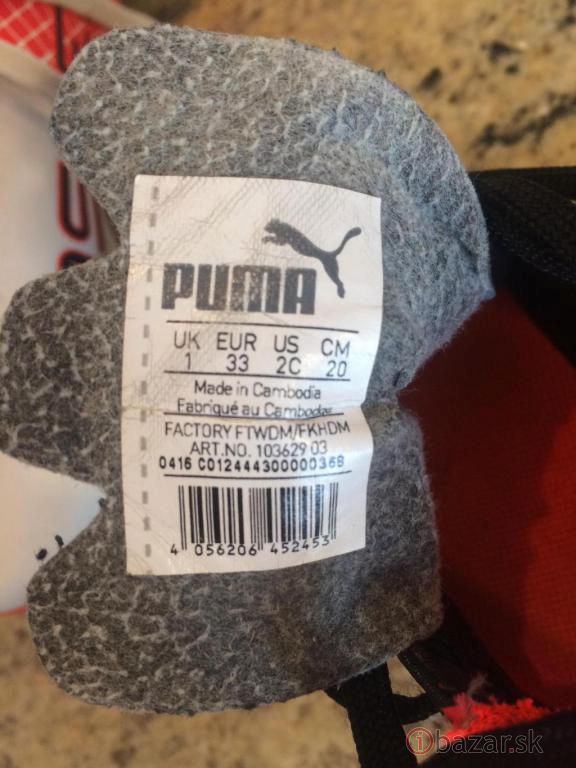 PUMA
UK EUR US CM
1 33 2C 20
Made in Cambodia
Fabriqué au Cambodge
FACTORY FTWDM/FKHDM
ART.NO. 103629 03
0416 C012444300000368
4 056206 452453
ibazar.sk